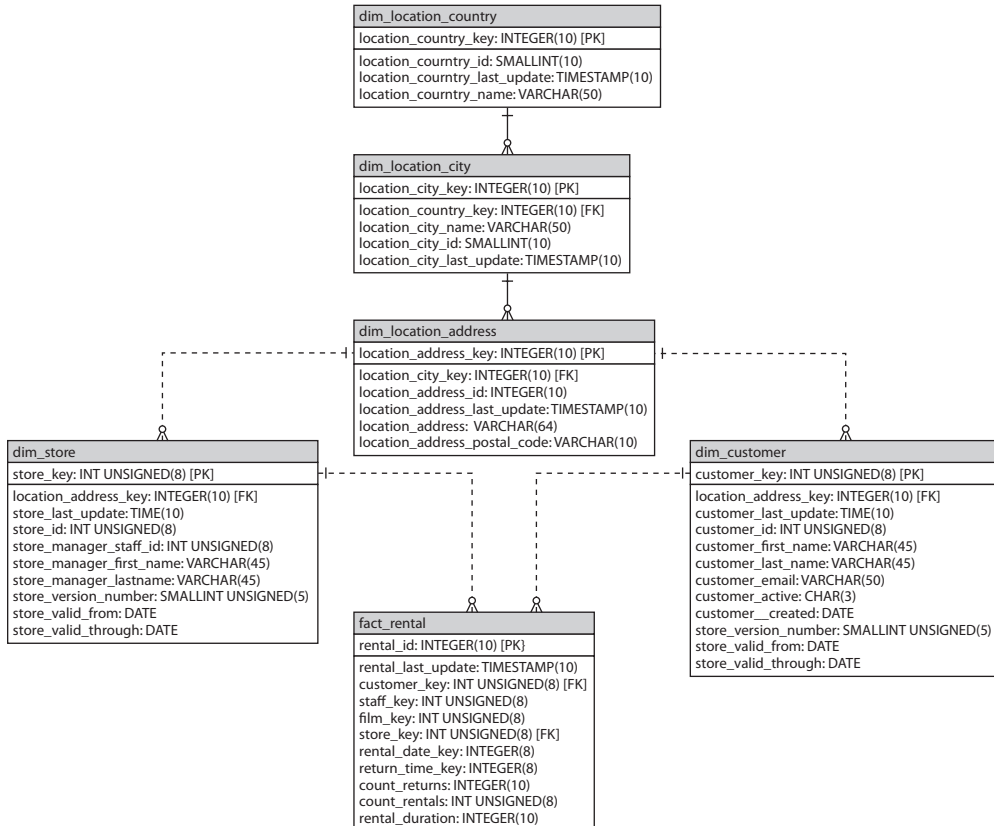 dim_location_country
location_country_key: INTEGER(10) [PK]
location_courntry_id: SMALLINT(10)
location_courntry_last_update: TIMESTAMP(10)
location_courntry_name: VARCHAR(50)
dim_location_city
location_city_key: INTEGER(10) [PK]
location_country_key: INTEGER(10) [FK]
location_city_name: VARCHAR(50)
location_city_id: SMALLINT(10)
location_city_last_update: TIMESTAMP(10)
dim_location_address
location_address_key: INTEGER(10) [PK]
location_city_key: INTEGER(10) [FK]
location_address_id: INTEGER(10)
location_address_last_update: TIMESTAMP(10)
location_address: VARCHAR(64)
location_address_postal_code: VARCHAR(10)
dim_store
store_key: INT UNSIGNED(8) [PK]
location_address_key: INTEGER(10) [FK]
store_last_update: TIME(10)
store_id: INT UNSIGNED(8)
store_manager_staff_id: INT UNSIGNED(8)
store_manager_first_name: VARCHAR(45)
store_manager_lastname: VARCHAR(45)
store_version_number: SMALLINT UNSIGNED(5)
store_valid_from: DATE
store_valid_through: DATE
dim_customer
customer_key: INT UNSIGNED(8) [PK]
location_address_key: INTEGER(10) [FK]
customer_last_update: TIME(10)
customer_id: INT UNSIGNED(8)
customer_first_name: VARCHAR(45)
customer_last_name: VARCHAR(45)
customer_email: VARCHAR(50)
customer_active: CHAR(3)
customer__created: DATE
store_version_number: SMALLINT UNSIGNED(5)
store_valid_from: DATE
store_valid_through: DATE
fact_rental
rental_id: INTEGER(10) [PK}
rental_last_update: TIMESTAMP(10)
customer_key: INT UNSIGNED(8) [FK]
staff_key: INT UNSIGNED(8)
film_key: INT UNSIGNED(8)
store_key: INT UNSIGNED(8) [FK]
rental_date_key: INTEGER(8)
return_time_key: INTEGER(8)
count_returns: INTEGER(10)
count_rentals: INT UNSIGNED(8)
rental_duration: INTEGER(10)